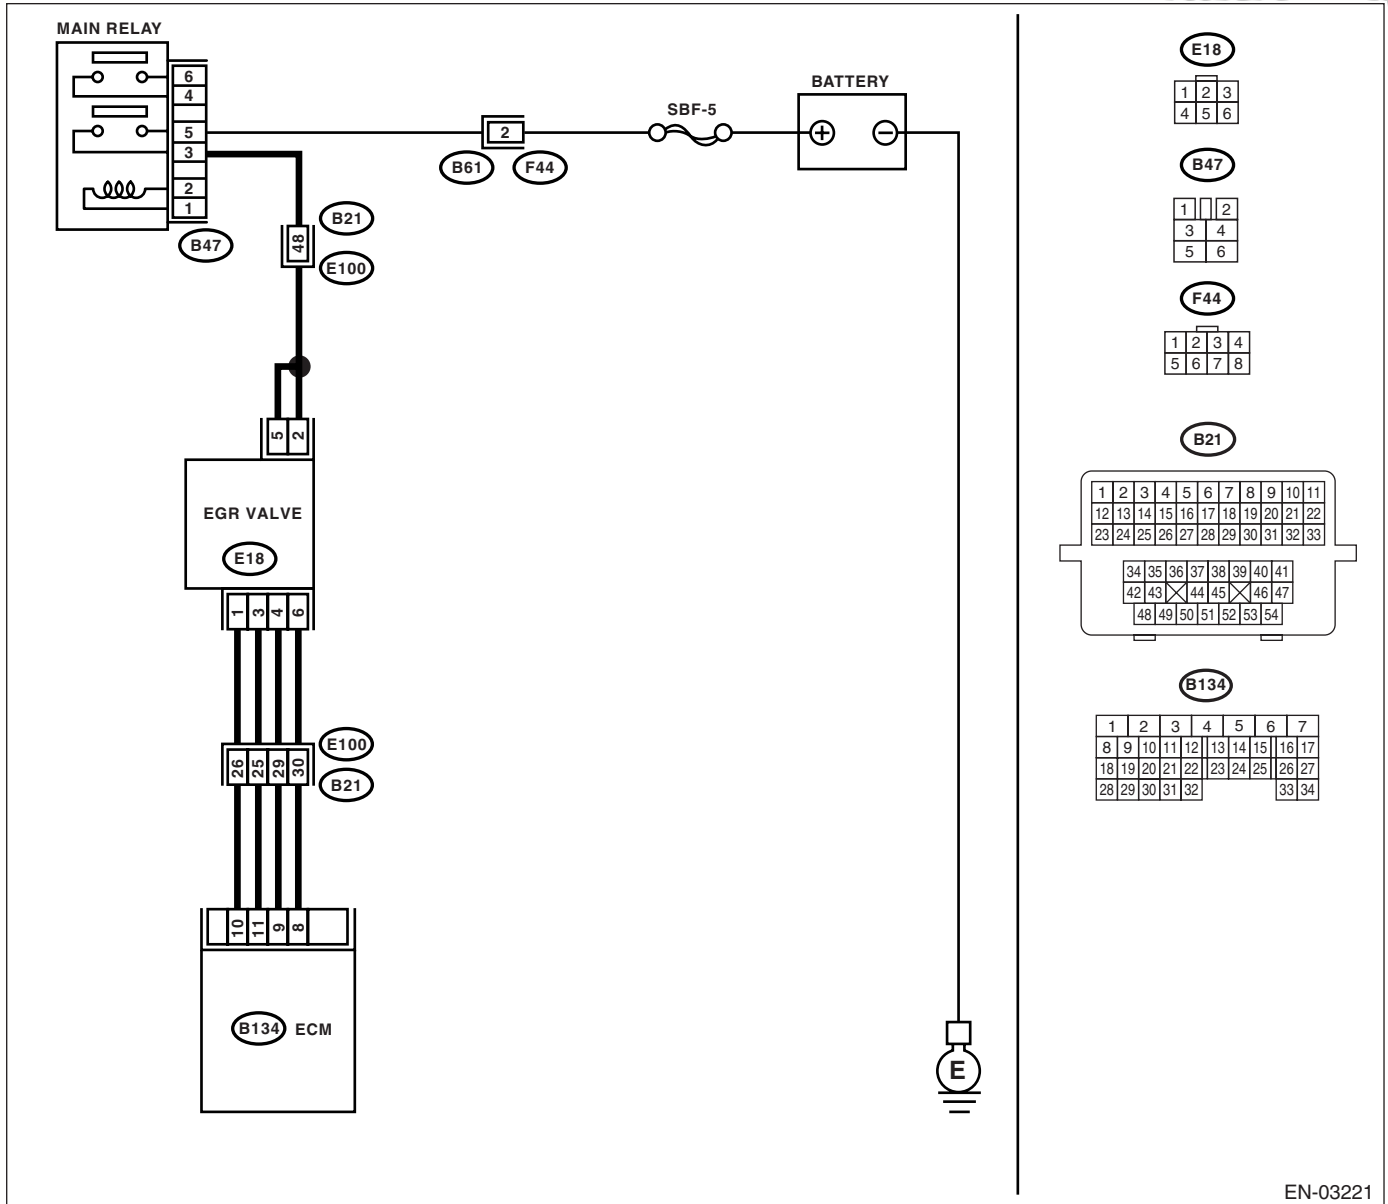 MAIN RELAY
6
4
5
3
2
1
B47
2
B61 F44
SBF-5
BATTERY
+ −
B21
48
E100
5 2
EGR VALVE
E18
1 3 4 6
E100
26 25 29 30
B21
10 11 9 8
B134 ECM
E
E18
1 2 3
4 5 6
B47
1 2
3 4
5 6
F44
1 2 3 4
5 6 7 8
B21
1 2 3 4 5 6 7 8 9 10 11
12 13 14 15 16 17 18 19 20 21 22
23 24 25 26 27 28 29 30 31 32 33
34 35 36 37 38 39 40 41
42 43 44 45 46 47
48 49 50 51 52 53 54
B134
1 2 3 4 5 6 7
8 9 10 11 12 13 14 15 16 17
18 19 20 21 22 23 24 25 26 27
28 29 30 31 32 33 34
EN-03221